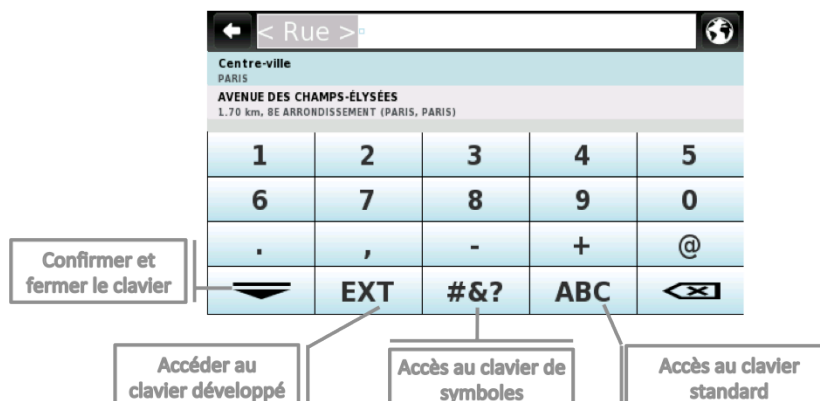 < Rue >
Centre-ville
PARIS
AVENUE DES CHAMPS-ÉLYSÉES
1.70 km, 8E ARRONDISSEMENT (PARIS, PARIS)
1 2 3 4 5
6 7 8 9 0
. , - + @
EXT #&? ABC
Confirmer et
fermer le clavier
Accéder au
clavier développé
Accès au clavier de
symboles
Accès au clavier
standard